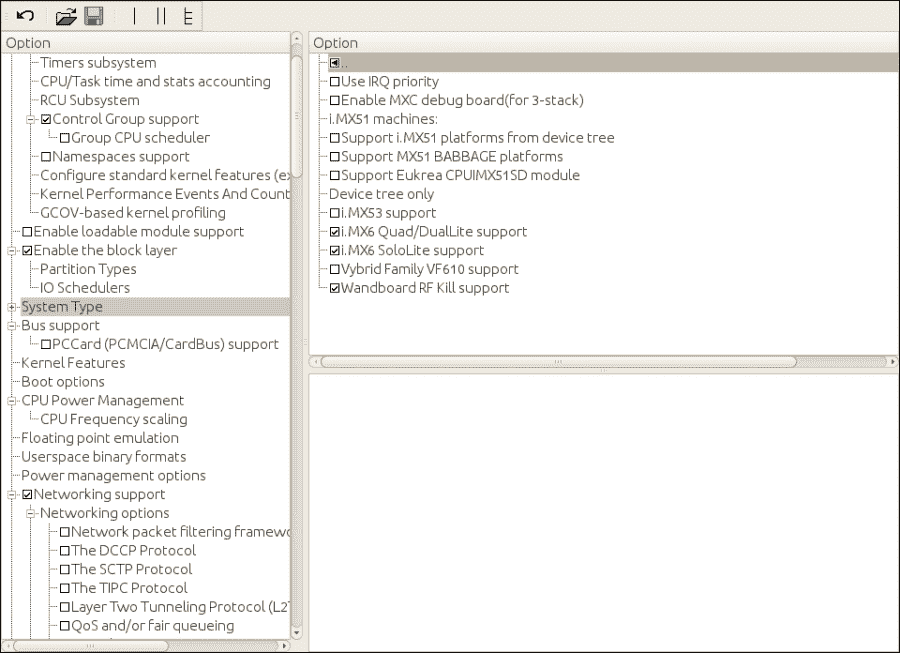 Option
Timers subsystem
CPU/Task time and stats accounting
RCU Subsystem
Control Group support
Group CPU scheduler
Namespaces support
Configure standard kernel features (ex
Kernel Performance Events And Count
GCOV-based kernel profiling
Enable loadable module support
Enable the block layer
Partition Types
IO Schedulers
System Type
Bus support
PCCard (PCMCIA/CardBus) support
Kernel Features
Boot options
CPU Power Management
CPU Frequency scaling
Floating point emulation
Userspace binary formats
Power management options
Networking support
Networking options
Network packet filtering framewo
The DCCP Protocol
The SCTP Protocol
The TIPC Protocol
Layer Two Tunneling Protocol (L2T
QoS and/or fair queueing
Option
..
Use IRQ priority
Enable MXC debug board(for 3-stack)
i.MX51 machines:
Support i.MX51 platforms from device tree
Support MX51 BABBAGE platforms
Support Eukrea CPUIMX51SD module
Device tree only
i.MX53 support
i.MX6 Quad/DualLite support
i.MX6 SoloLite support
Vybrid Family VF610 support
Wandboard RF Kill support